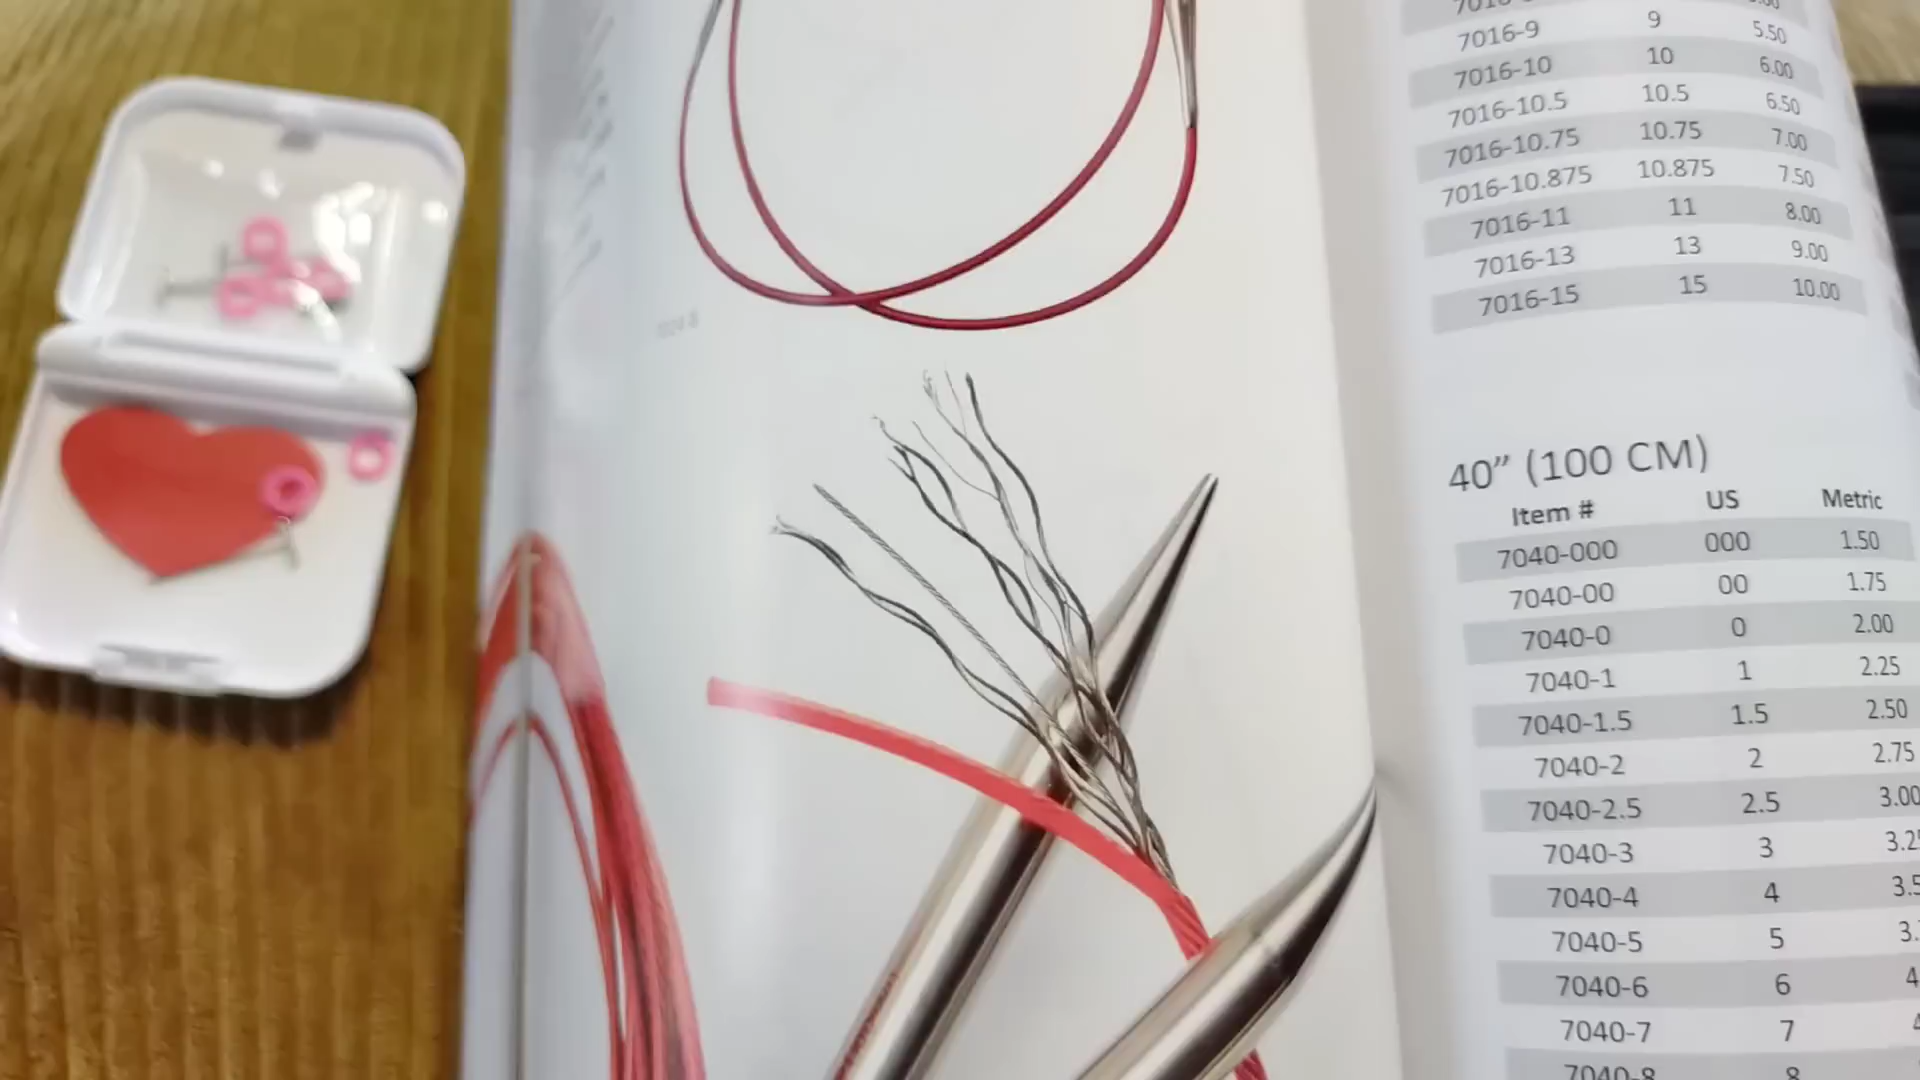 7016-9 9 5.50
7016-10 10 6.00
7016-10.5 10.5 6.50
7016-10.75 10.75 7.00
7016-10.875 10.875 7.50
7016-11 11 8.00
7016-13 13 9.00
7016-15 15 10.00
40” (100 CM)
Item # US Metric
7040-000 000 1.50
7040-00 00 1.75
7040-0 0 2.00
7040-1 1 2.25
7040-1.5 1.5 2.50
7040-2 2 2.75
7040-2.5 2.5 3.00
7040-3 3
7040-4 4
7040-5 5
7040-6 6
7040-7 7
7040-8 8